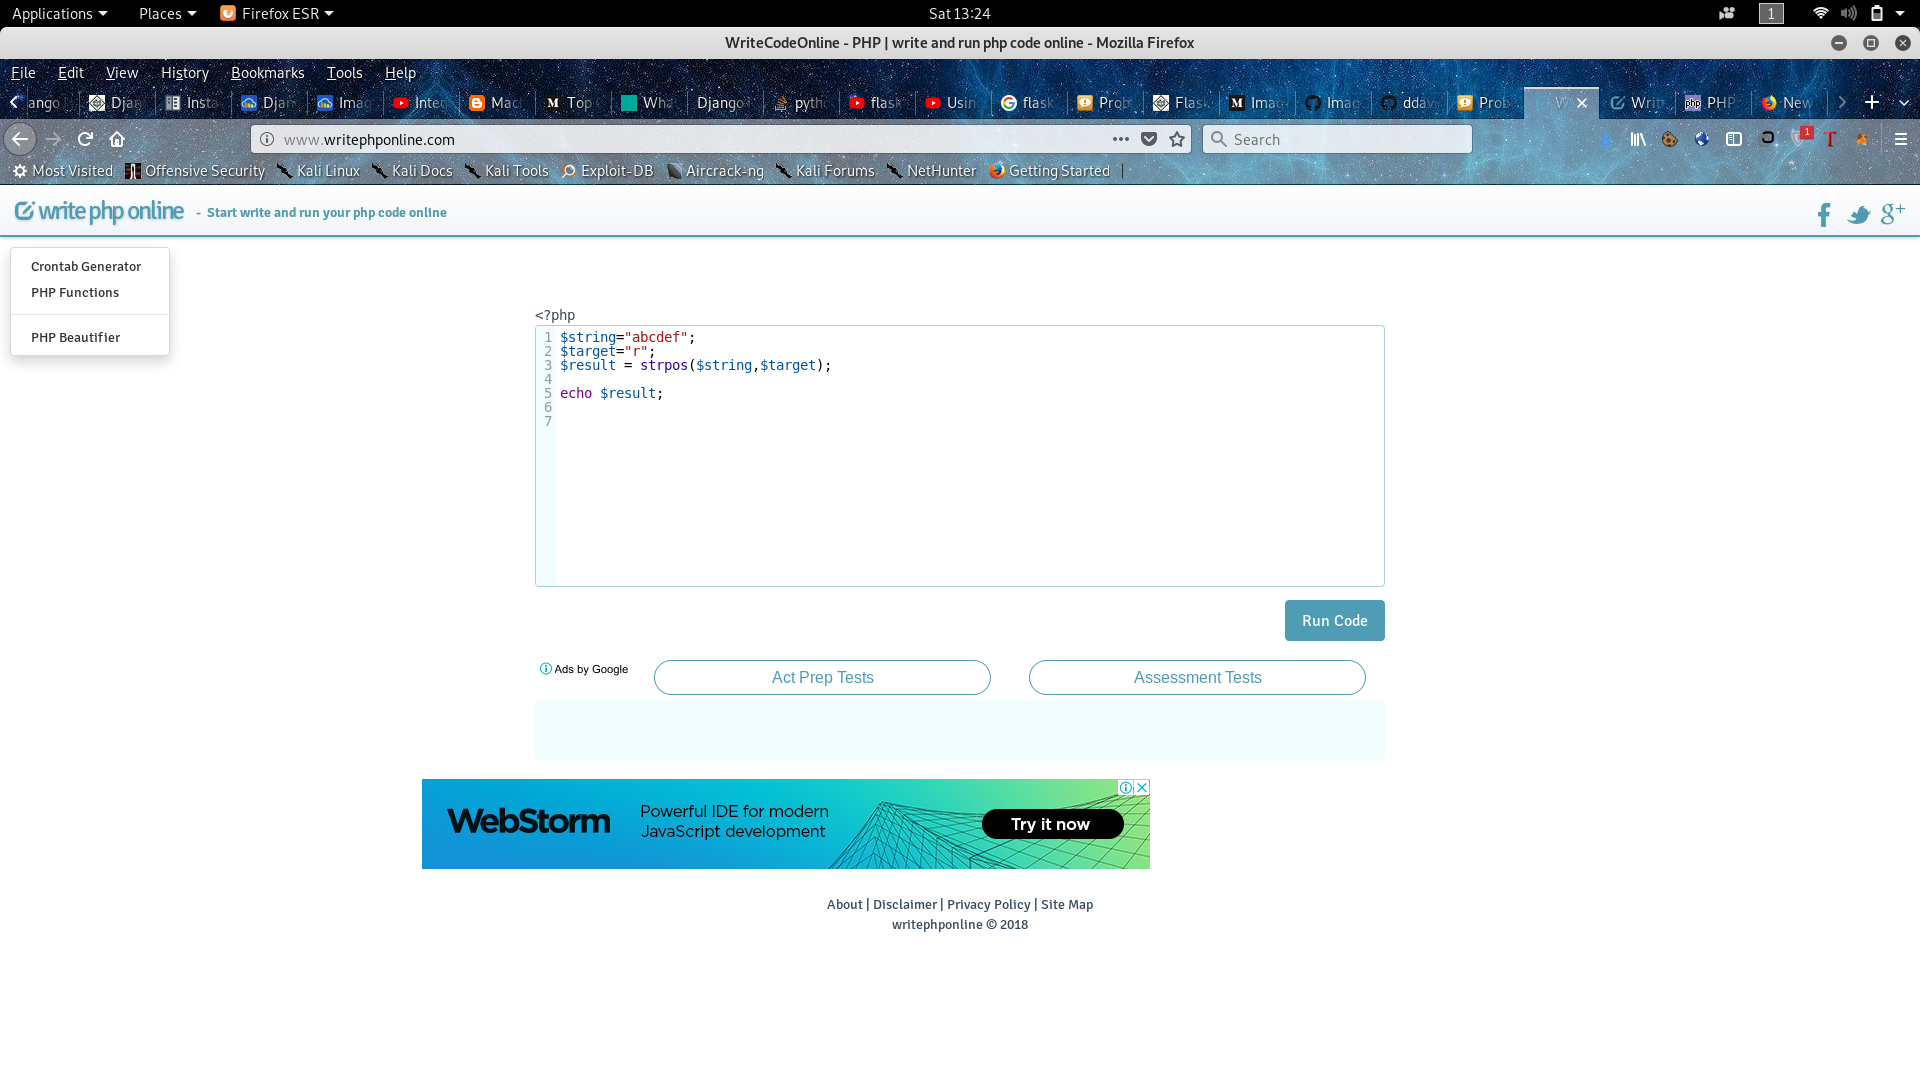 Applications Places Firefox ESR Sat 13:24 1
WriteCodeOnline - PHP | write and run php code online - Mozilla Firefox
File Edit View History Bookmarks Tools Help
ango Djan Insta Djan Imag Inte Mac Top Wha Django pyth flask Usin flask Prob Flas Imag Imag ddav Prob W Writ PHP New
www.writephponline.com Search 1
Most Visited Offensive Security Kali Linux Kali Docs Kali Tools Exploit-DB Aircrack-ng Kali Forums NetHunter Getting Started
write php online - Start write and run your php code online
Crontab Generator
PHP Functions
PHP Beautifier
<?php
1 $string="abcdef";
2 $target="r";
3 $result = strpos($string,$target);
4
5 echo $result;
6
7
Run Code
Ads by Google Act Prep Tests Assessment Tests
WebStorm Powerful IDE for modern
JavaScript development Try it now
About | Disclaimer | Privacy Policy | Site Map
writephponline © 2018